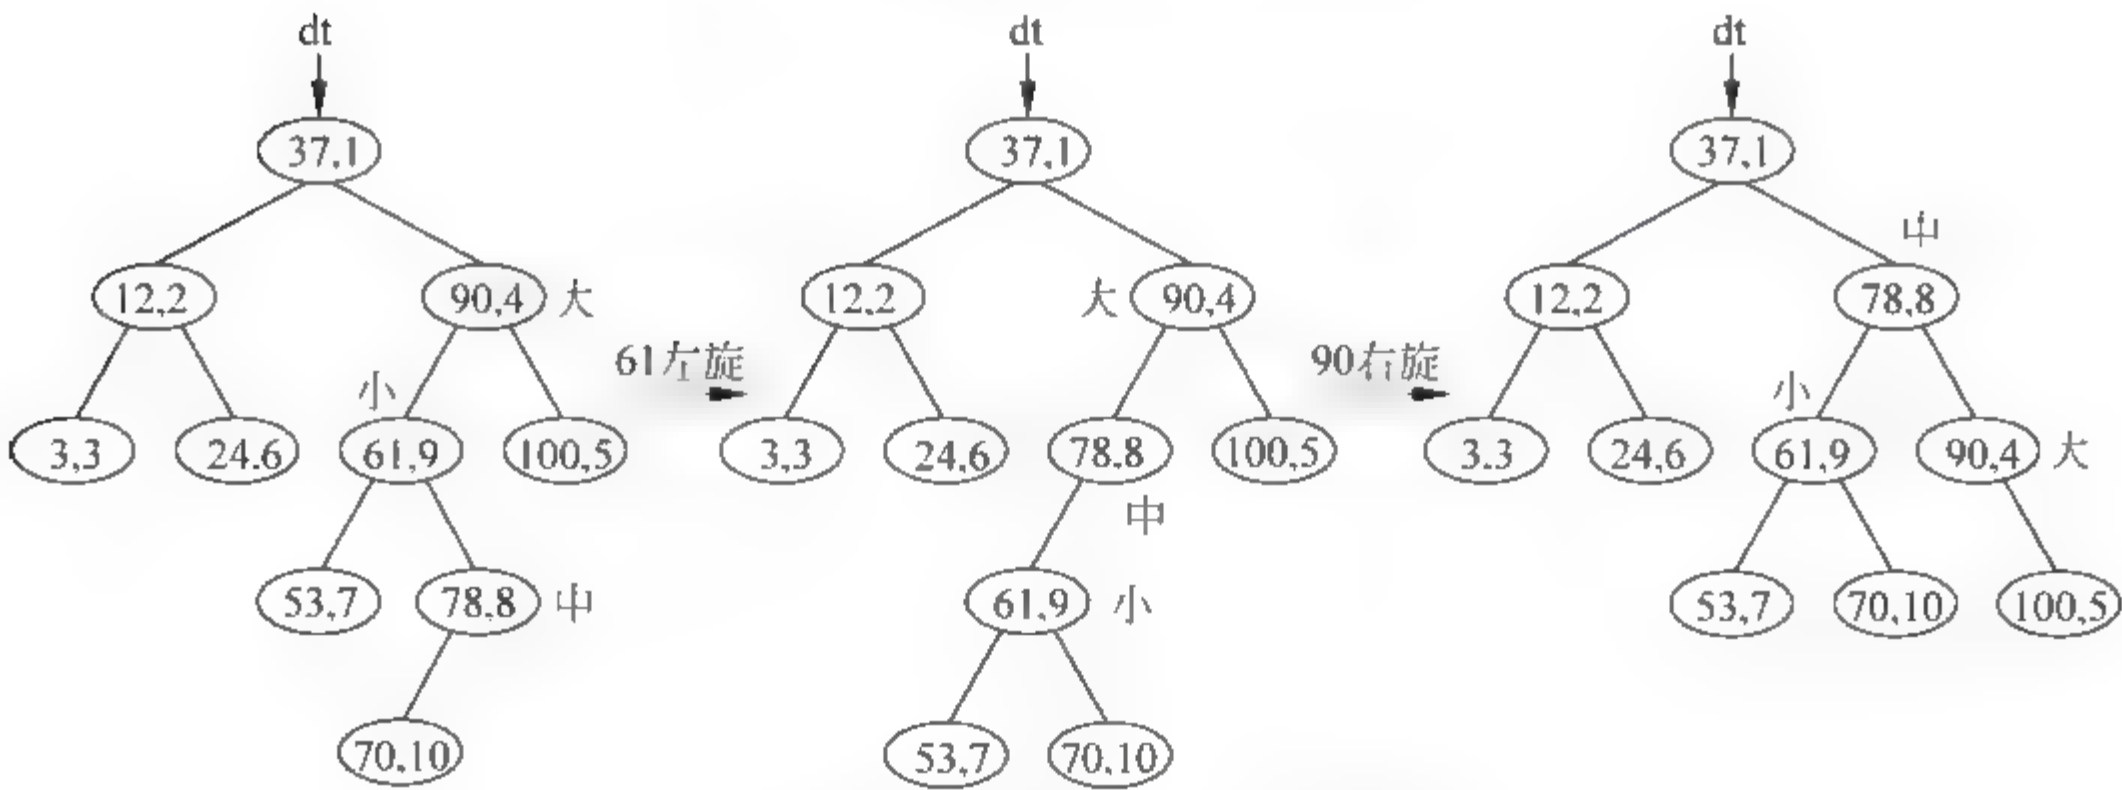 dt dt dt
37,1 37,1 37,1
中
12,2 90,4 大 12,2 大 90,4 12,2 78,8
61左旋 90右旋
小 小
3,3 24.6 61,9 100,5 3,3 24,6 78,8 100,5 3.3 24,6 61,9 90,4 大
中
53,7 78,8 中 61,9 小 53,7 70,10 100,5
70,10 53,7 70,10